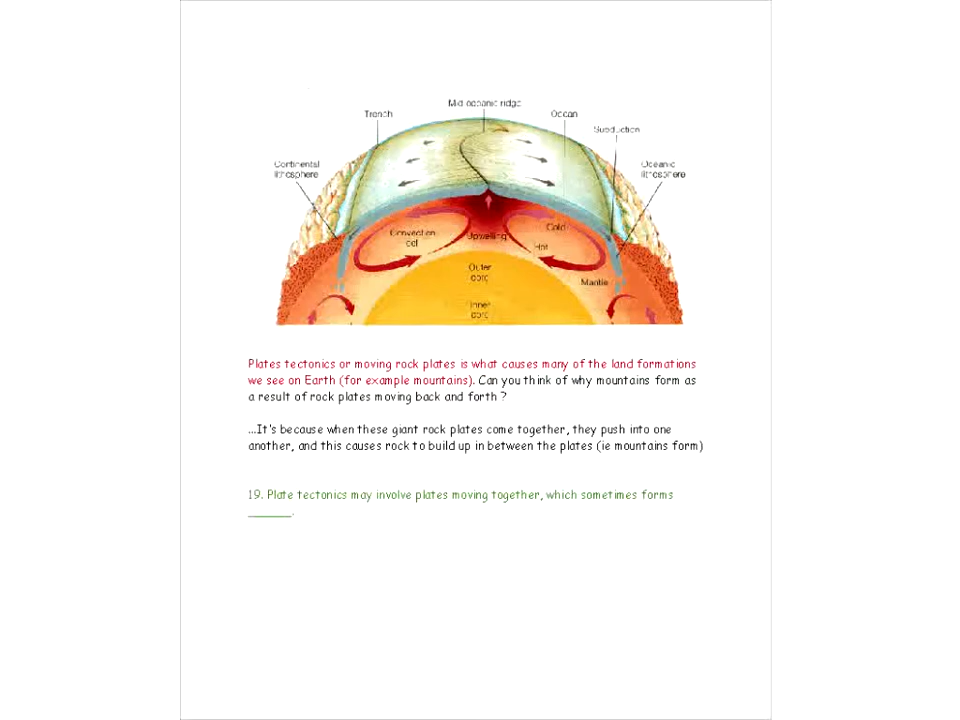 Mid oceanic ridge
Trench
Ocean
Subduction
Continental
lithosphere
Oceanic
lithosphere
Convection
cell
Upwelling
Cold
Hot
Outer
core
Mantle
Inner
core
Plates tectonics or moving rock plates is what causes many of the land formations
we see on Earth (for example mountains). Can you think of why mountains form as
a result of rock plates moving back and forth ?
...It's because when these giant rock plates come together, they push into one
another, and this causes rock to build up in between the plates (ie mountains form)
19. Plate tectonics may involve plates moving together, which sometimes forms
_______.